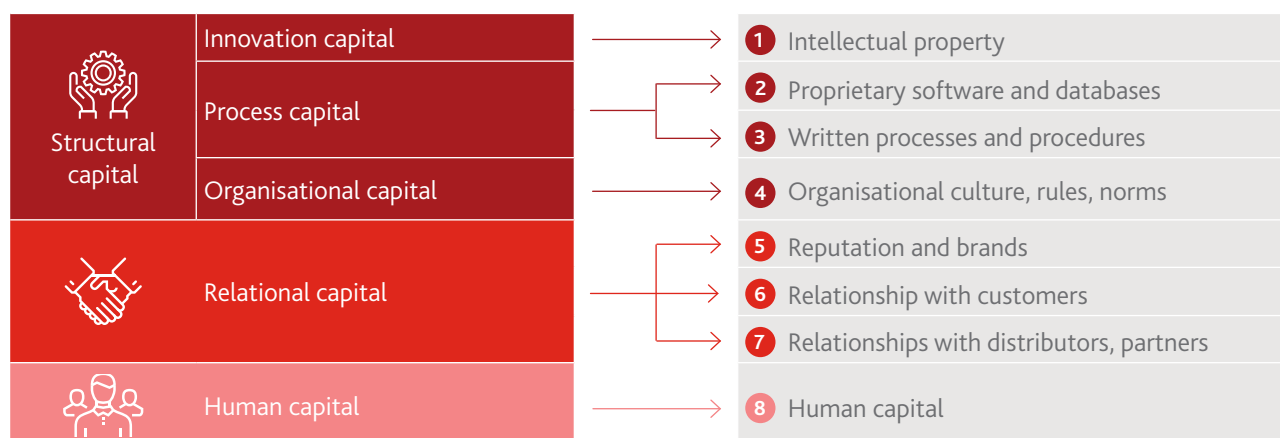 Structural
capital
Innovation capital
1 Intellectual property
Process capital
2 Proprietary software and databases
3 Written processes and procedures
Organisational capital
4 Organisational culture, rules, norms
Relational capital
5 Reputation and brands
6 Relationship with customers
7 Relationships with distributors, partners
Human capital
8 Human capital